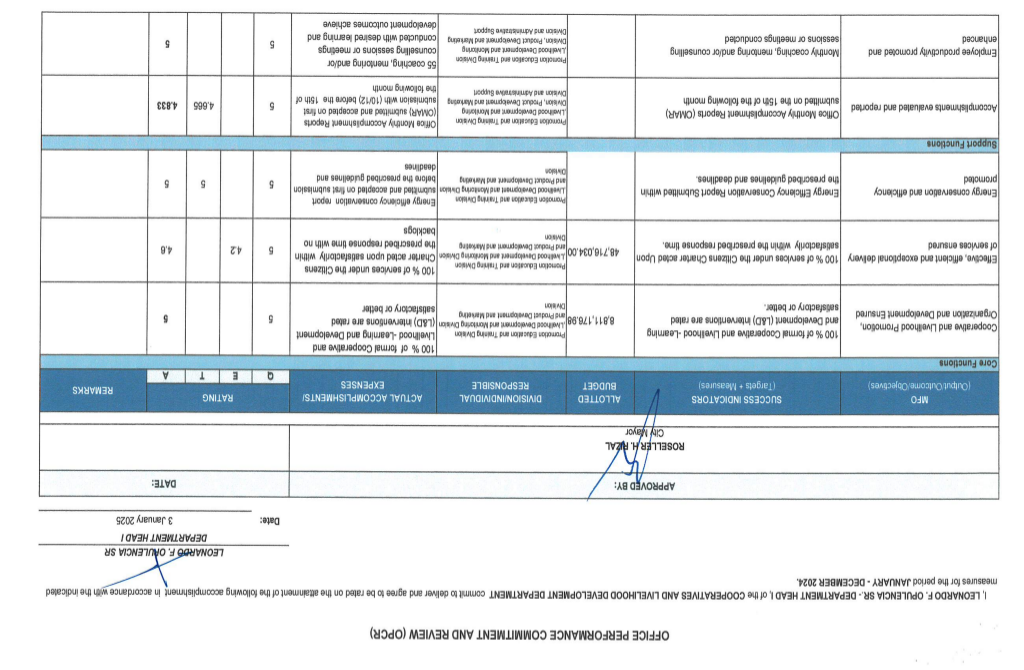 OFFICE PERFORMANCE COMMITMENT AND REVIEW (OPCR)
I, LEONARDO F. OPULENCIA SR.- DEPARTMENT HEAD I, of the COOPERATIVES AND LIVELIHOOD DEVELOPMENT DEPARTMENT commit to deliver and agree to be rated on the attainment of the following accomplishment in accordance with the indicated
measures for the period JANUARY - DECEMBER 2024.
LEONARDO F. OPULENCIA SR
DEPARTMENT HEAD I
Date: 3 January 2025
APPROVED BY:
DATE:
ROSELLER H. RIZAL
City Mayor
MFO
(Output/Outcome/Objectives)
SUCCESS INDICATORS
(Targets + Measures)
ALLOTTED
BUDGET
DIVISION/INDIVIDUAL
RESPONSIBLE
ACTUAL ACCOMPLISHMENTS/
EXPENSES
RATING
Q E T A
REMARKS
Core Functions
Cooperative and Livelihood Promotion,
Organization and Development Ensured
100 % of formal Cooperative and Livelihood -Learning
and Development (L&D) interventions are rated
satisfactory or better.
8,811,176.98
Promotion Education and Training Division
,Livelihood Development and Monitoring Division
and Product Development and Marketing
Division
100 % of formal Cooperative and
Livelihood -Learning and Development
(L&D) interventions are rated
satisfactory or better
5
5
Effective, efficient and exceptional delivery
of services ensured
100 % of services under the Citizens Charter acted Upon
satisfactorily within the prescribed response time.
48,716,034.00
Promotion Education and Training Division
,Livelihood Development and Monitoring Division
and Product Development and Marketing
Division
100 % of services under the Citizens
Charter acted upon satisfactorily within
the prescribed response time with no
backlogs
5
4.2
4.6
Energy conservation and efficiency
promoted
Energy Efficiency Conservation Report Submitted within
the prescribed guidelines and deadlines.
Promotion Education and Training Division
,Livelihood Development and Monitoring Division
and Product Development and Marketing
Division
Energy efficiency conservation report
submitted and accepted on first submission
before the prescribed guidelines and
deadlines
5
5
5
Support Functions
Accomplishments evaluated and reported
Office Monthly Accomplishment Reports (OMAR)
submitted on the 15th of the following month
Promotion Education and Training Division
,Livelihood Development and Monitoring
Division, Product Development and Marketing
Division and Administrative Support
Office Monthly Accomplishment Reports
(OMAR) submitted and accepted on first
submission with (10/12) before the 15th of
the following month
5
4.665
4.833
Employee productivity promoted and
enhanced
Monthly coaching, mentoring and/or counselling
sessions or meetings conducted
Promotion Education and Training Division
,Livelihood Development and Monitoring
Division, Product Development and Marketing
Division and Administrative Support
55 coaching, mentoring and/or
counselling sessions or meetings
conducted with desired learning and
development outcomes achieve
5
5